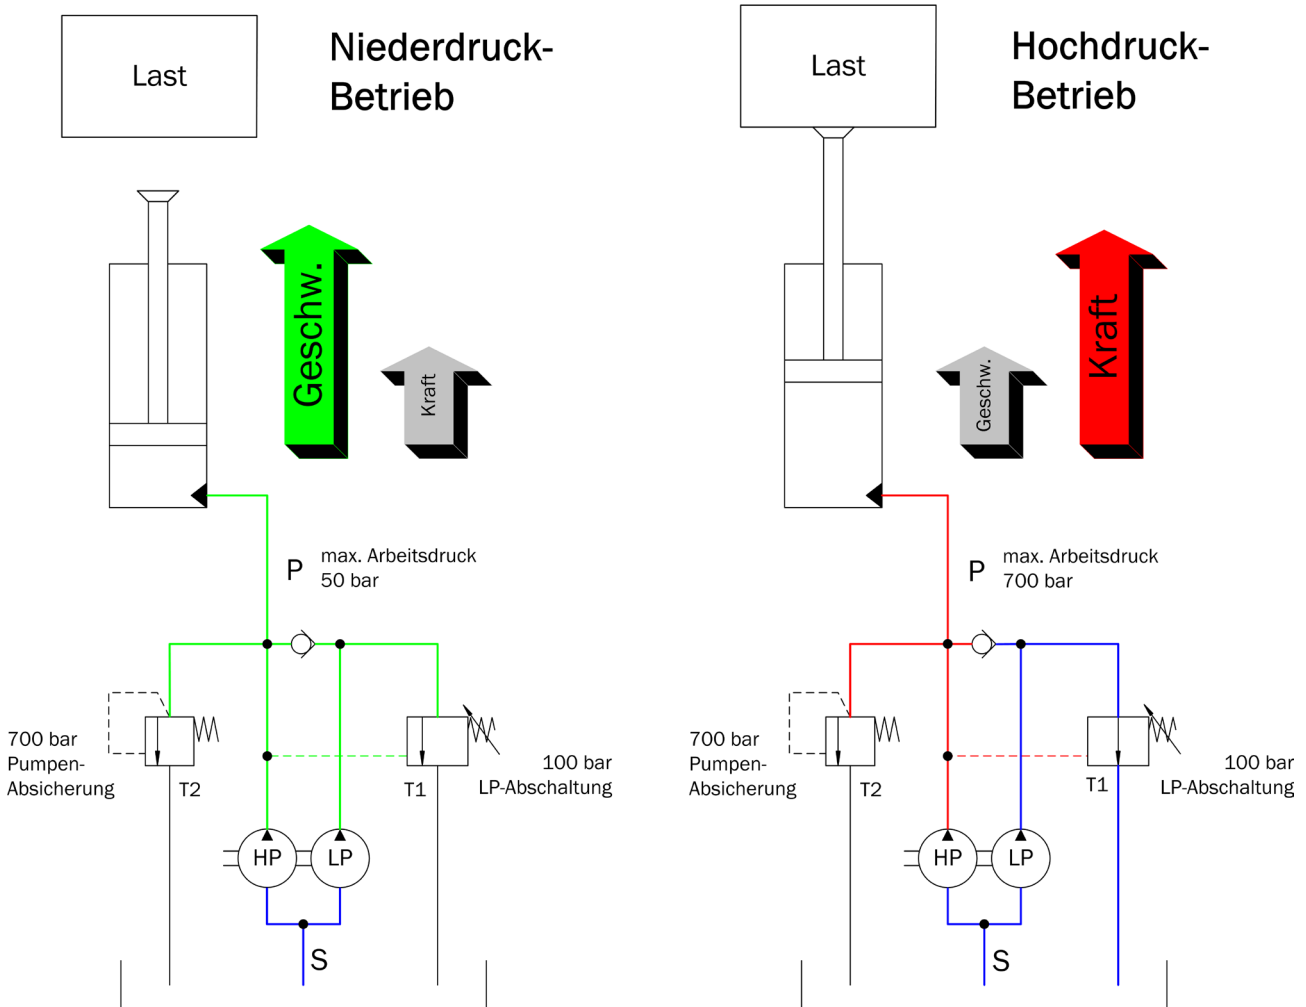 Last
Niederdruck-
Betrieb
Geschw.
Kraft
P
max. Arbeitsdruck
50 bar
700 bar
Pumpen-
Absicherung
T2
T1
100 bar
LP-Abschaltung
HP
LP
S
Last
Hochdruck-
Betrieb
Geschw.
Kraft
P
max. Arbeitsdruck
700 bar
700 bar
Pumpen-
Absicherung
T2
T1
100 bar
LP-Abschaltung
HP
LP
S